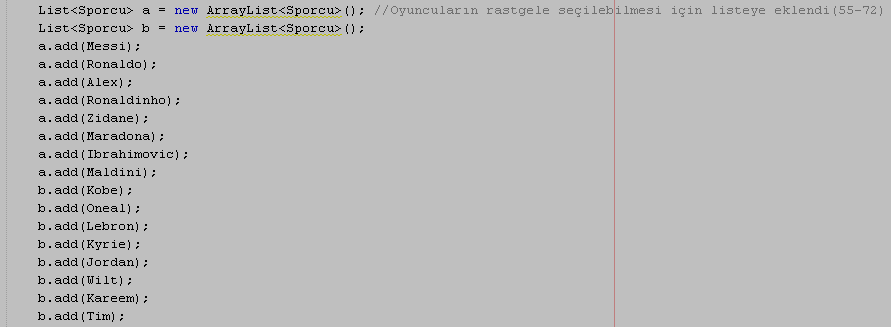 List<Sporcu> a = new ArrayList<Sporcu>(); //Oyuncuların rastgele seçilebilmesi için listeye eklendi(55-72)
List<Sporcu> b = new ArrayList<Sporcu>();
a.add(Messi);
a.add(Ronaldo);
a.add(Alex);
a.add(Ronaldinho);
a.add(Zidane);
a.add(Maradona);
a.add(Ibrahimovic);
a.add(Maldini);
b.add(Kobe);
b.add(Oneal);
b.add(Lebron);
b.add(Kyrie);
b.add(Jordan);
b.add(Wilt);
b.add(Kareem);
b.add(Tim);